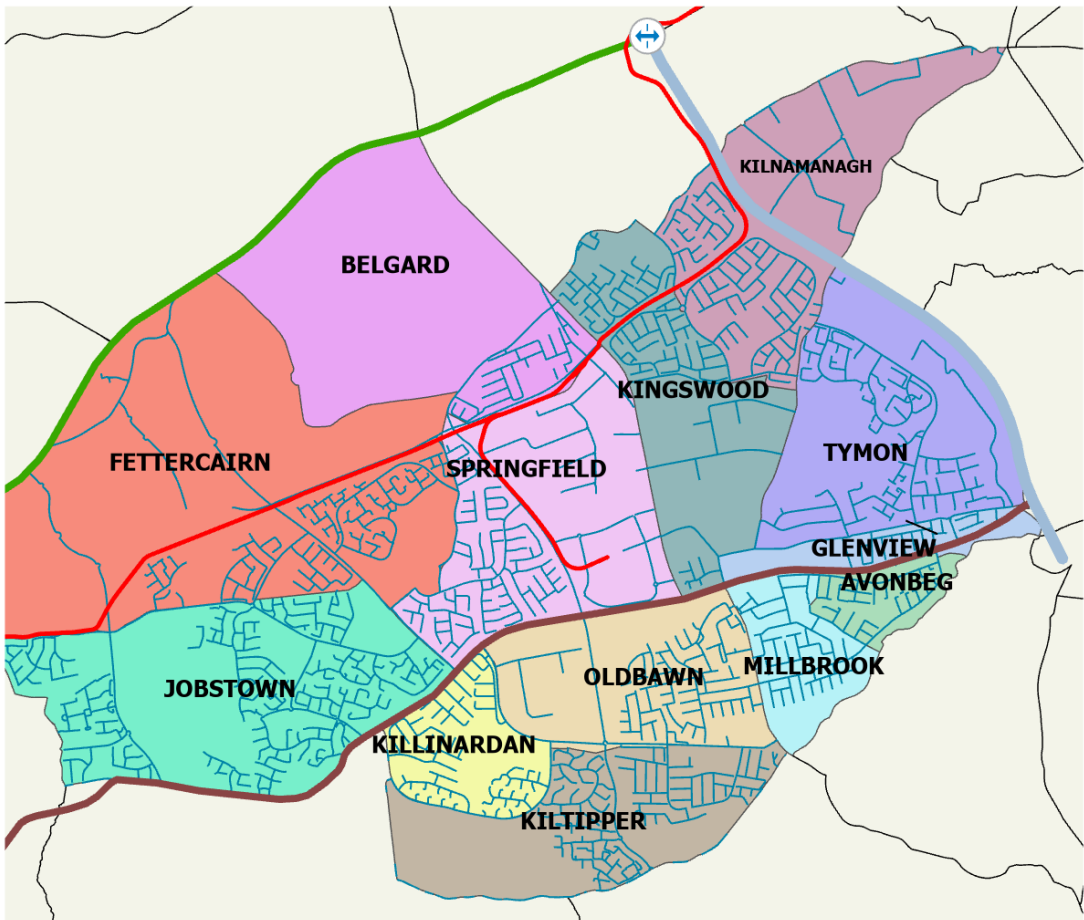 KILNAMANAGH
BELGARD
KINGSWOOD
TYMON
FETTERCAIRN
SPRINGFIELD
GLENVIEW
AVONBEG
MILLBROOK
OLDBAWN
JOBSTOWN
KILLINARDAN
KILTIPPER